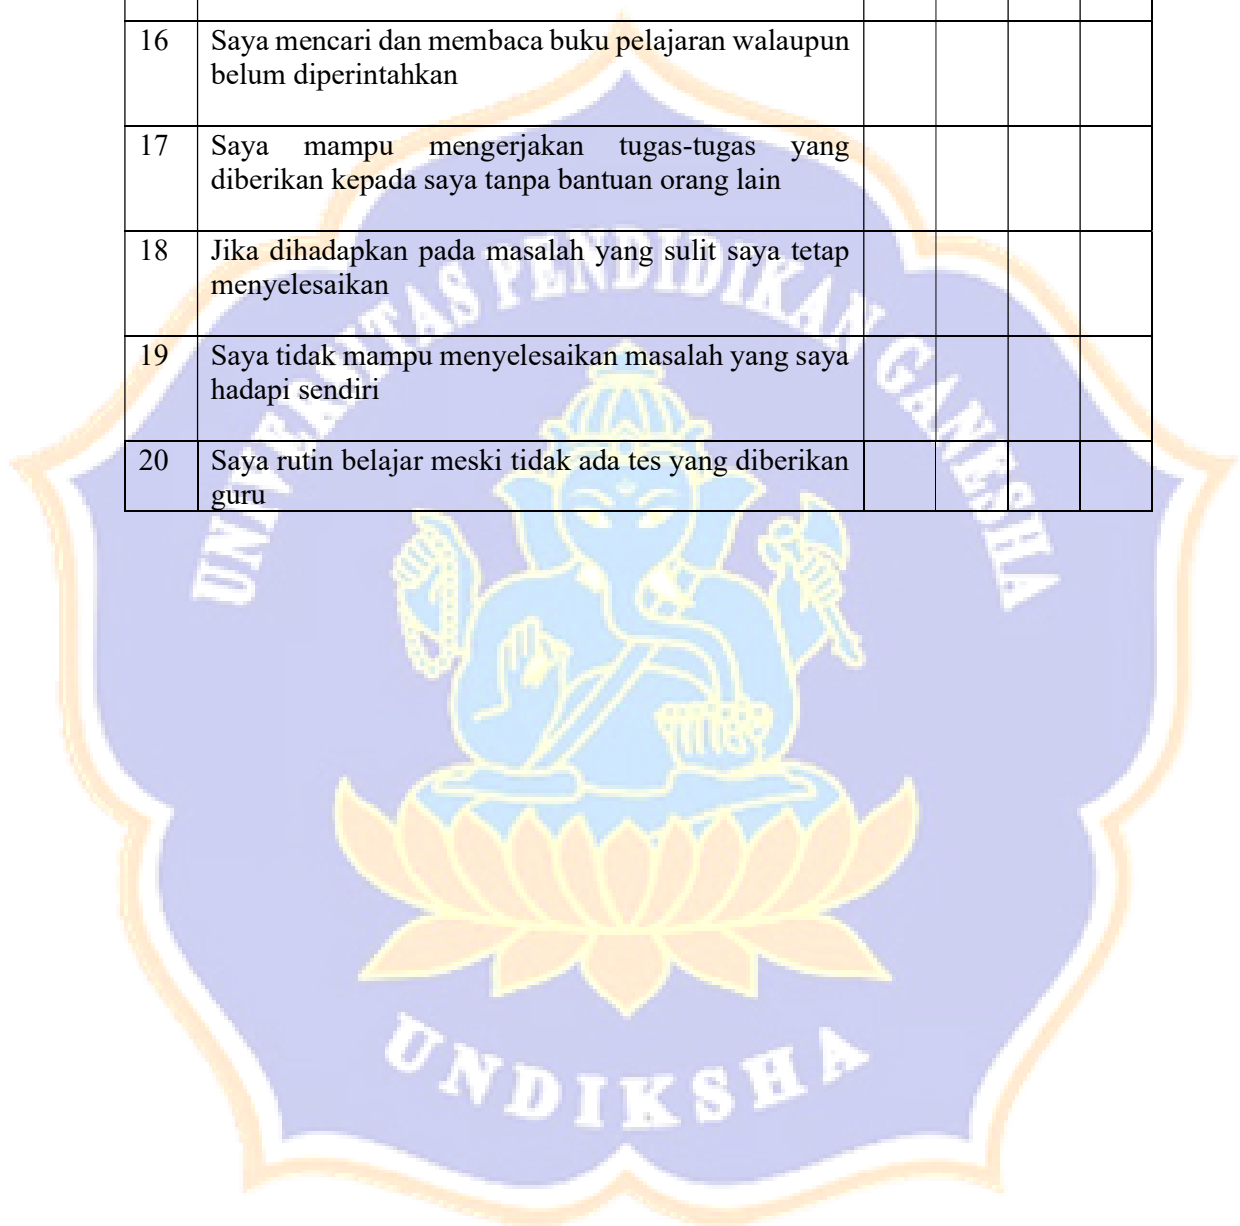 16 Saya mencari dan membaca buku pelajaran walaupun
belum diperintahkan
17 Saya mampu mengerjakan tugas-tugas yang
diberikan kepada saya tanpa bantuan orang lain
18 Jika dihadapkan pada masalah yang sulit saya tetap
menyelesaikan
19 Saya tidak mampu menyelesaikan masalah yang saya
hadapi sendiri
20 Saya rutin belajar meski tidak ada tes yang diberikan
guru
UNIVERSITAS PENDIDIKAN GANESHA
UNDIKSHA